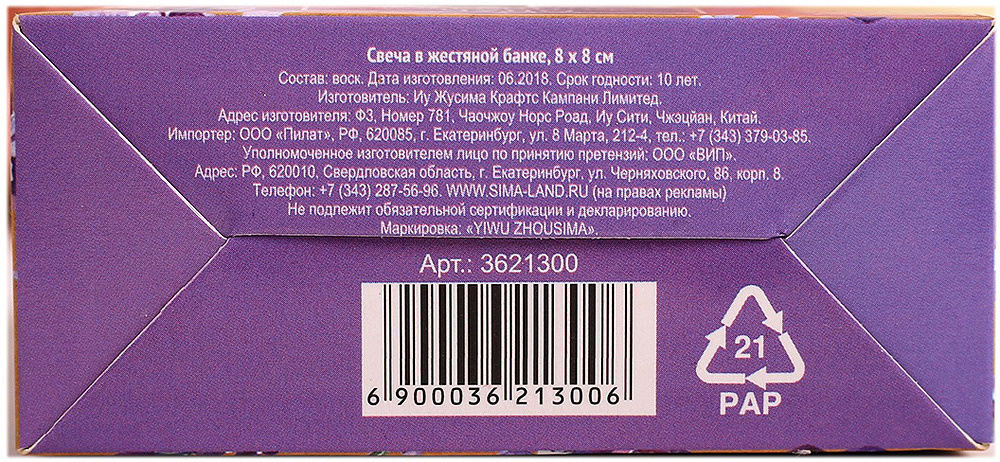 Свеча в жестяной банке, 8 х 8 см
Состав: воск. Дата изготовления: 06.2018. Срок годности: 10 лет.
Изготовитель: Иу Жусима Крафтс Кампани Лимитед.
Адрес изготовителя: Ф3, Номер 781, Чаочжоу Норс Роад, Иу Сити, Чжэцйан, Китай.
Импортер: ООО «Пилат», РФ, 620085, г. Екатеринбург, ул. 8 Марта, 212-4, тел.: +7 (343) 379-03-85.
Уполномоченное изготовителем лицо по принятию претензий: ООО «ВИП».
Адрес: РФ, 620010, Свердловская область, г. Екатеринбург, ул. Черняховского, 86, корп. 8.
Телефон: +7 (343) 287-56-96. WWW.SIMA-LAND.RU (на правах рекламы)
Не подлежит обязательной сертификации и декларированию.
Маркировка: «YIWU ZHOUSIMA».
Арт.: 3621300
6 900036 213006
21
PAP